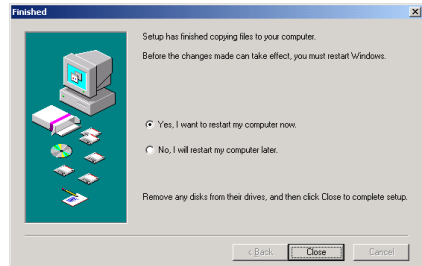 Finished
Setup has finished copying files to your computer.
Before the changes made can take effect, you must restart Windows.
Yes, I want to restart my computer now.
No, I will restart my computer later.
Remove any disks from their drives, and then click Close to complete setup.
< Back
Close
Cancel